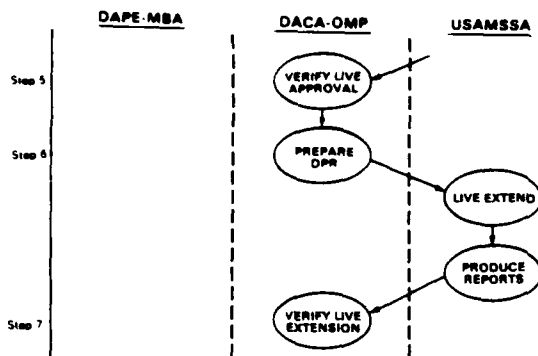 DAPE-MBA
DACA-OMP
USAMSSA
Step 5
VERIFY LIVE
APPROVAL
Step 6
PREPARE
DPR
LIVE EXTEND
PRODUCE
REPORTS
Step 7
VERIFY LIVE
EXTENSION